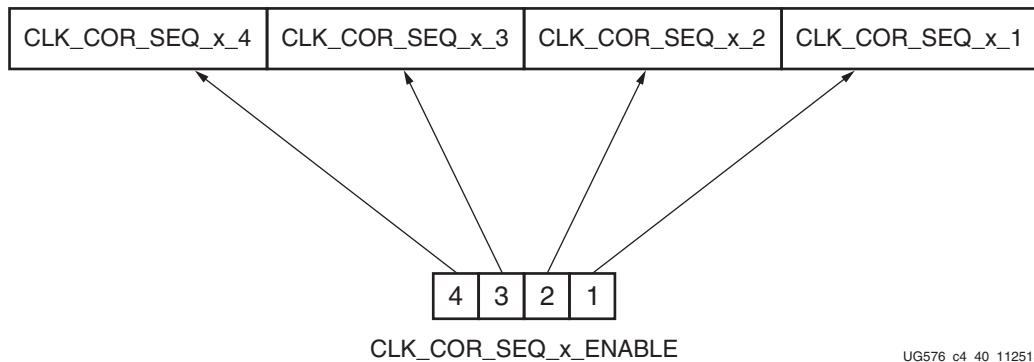 CLK_COR_SEQ_x_4 CLK_COR_SEQ_x_3 CLK_COR_SEQ_x_2 CLK_COR_SEQ_x_1
4 3 2 1
CLK_COR_SEQ_x_ENABLE
UG576_c4_40_11251